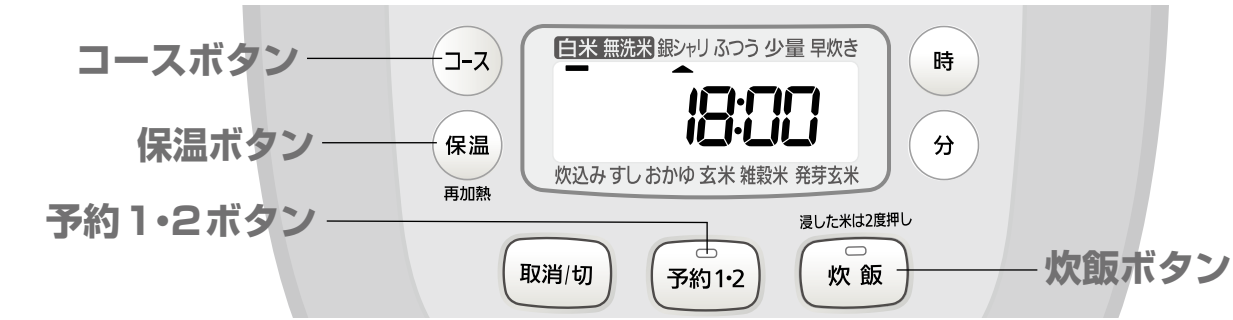 コースボタン
保温ボタン
予約1・2ボタン
コース
保温
再加熱
白米 無洗米 銀シャリ ふつう 少量 早炊き
18:00
炊込み すし おかゆ 玄米 雑穀米 発芽玄米
時
分
取消/切
予約1・2
浸した米は2度押し
炊飯
炊飯ボタン